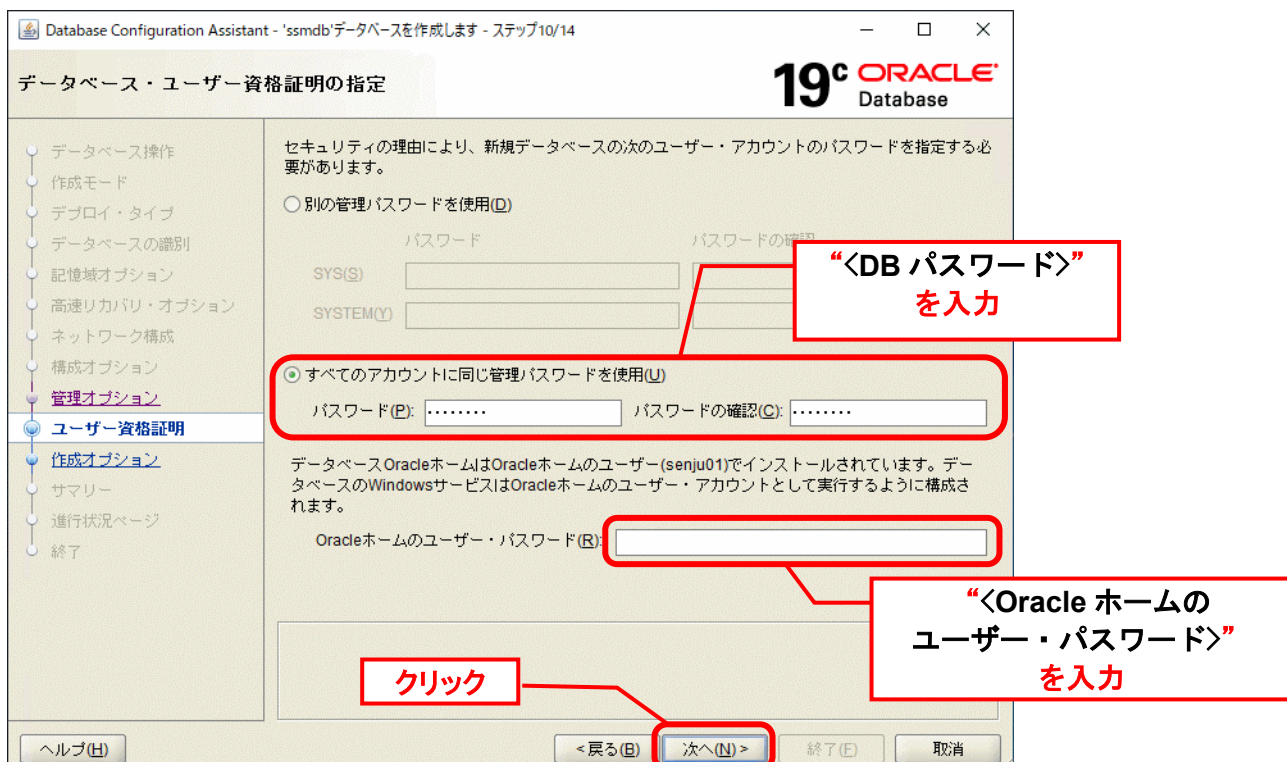 Database Configuration Assistant - 'ssmdb'データベースを作成します - ステップ10/14
データベース・ユーザー資格証明の指定
19c ORACLE
Database
データベース操作
作成モード
デプロイ・タイプ
データベースの識別
記憶域オプション
高速リカバリ・オプション
ネットワーク構成
構成オプション
管理オプション
ユーザー資格証明
作成オプション
サマリー
進行状況ページ
終了
セキュリティの理由により、新規データベースの次のユーザー・アカウントのパスワードを指定する必
要があります。
別の管理パスワードを使用(D)
パスワード パスワードの確認
SYS(S)
SYSTEM(Y)
“<DB パスワード>”
を入力
すべてのアカウントに同じ管理パスワードを使用(U)
パスワード(P): ········ パスワードの確認(C): ········
データベースOracleホームはOracleホームのユーザー(senju01)でインストールされています。デー
タベースのWindowsサービスはOracleホームのユーザー・アカウントとして実行するように構成さ
れます。
Oracleホームのユーザー・パスワード(R):
“<Oracle ホームの
ユーザー・パスワード>”
を入力
クリック
ヘルプ(H) <戻る(B) 次へ(N)> 終了(F) 取消